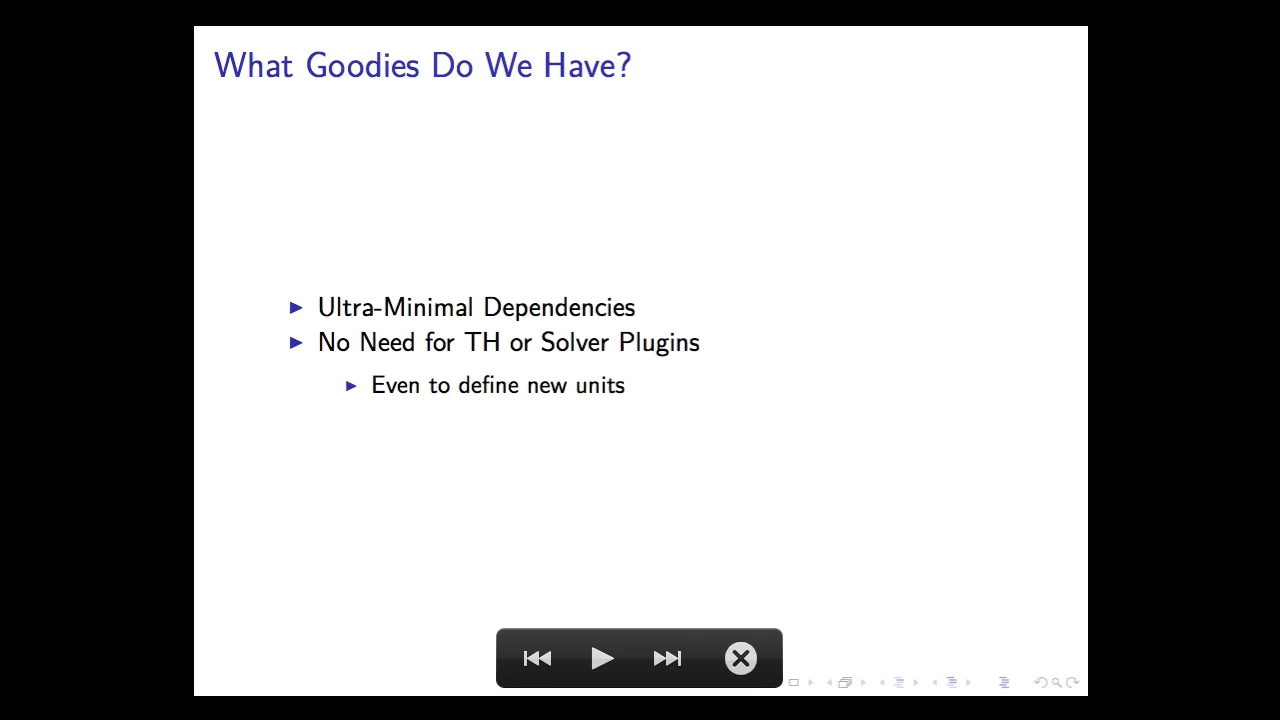 What Goodies Do We Have?
Ultra-Minimal Dependencies
No Need for TH or Solver Plugins
Even to define new units